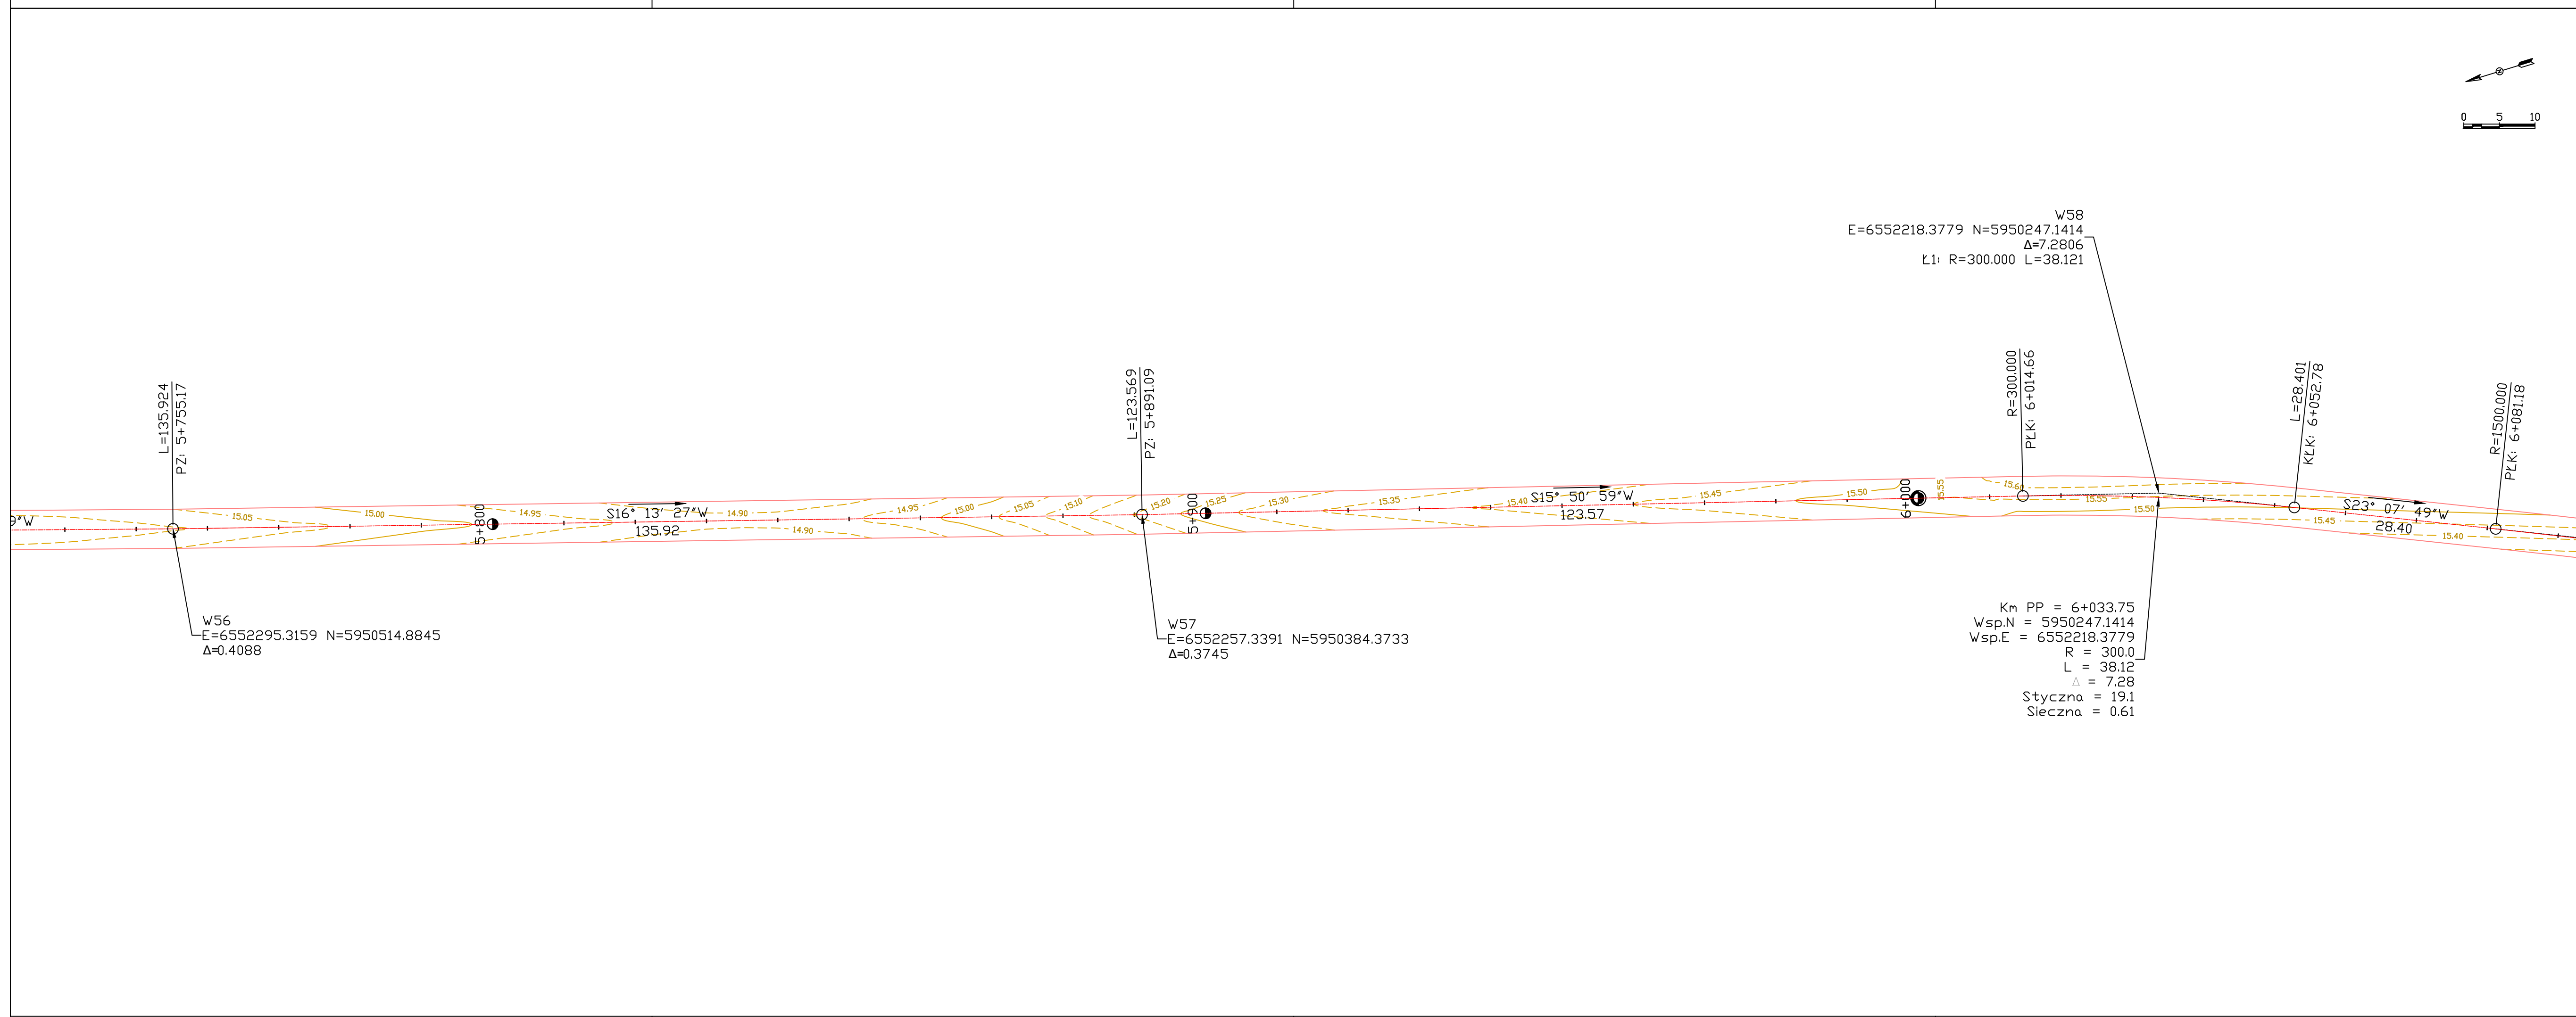 0 5 10
W58
E=6552218.3779 N=5950247.1414
Δ=7.2806
Ł1: R=300.000 L=38.121
L=135.924
PZ: 5+755.17
L=123.569
PZ: 5+891.09
R=300.000
PŁK: 6+014.66
L=28.401
KŁK: 6+052.78
R=1500.000
PŁK: 6+081.18
9"W
15.05
15.00
5+800
14.95
S16° 13' 27"W
135.92
14.90
14.90
14.95
15.00
15.05
15.10
15.20
5+900
15.25
15.30
15.35
15.40
S15° 50' 59"W
123.57
15.45
15.50
6+000
15.55
15.60
15.55
15.50
15.45
S23° 07' 49"W
28.40
15.40
W56
E=6552295.3159 N=5950514.8845
Δ=0.4088
W57
E=6552257.3391 N=5950384.3733
Δ=0.3745
Km PP = 6+033.75
Wsp.N = 5950247.1414
Wsp.E = 6552218.3779
R = 300.0
L = 38.12
Δ = 7.28
Styczna = 19.1
Sieczna = 0.61